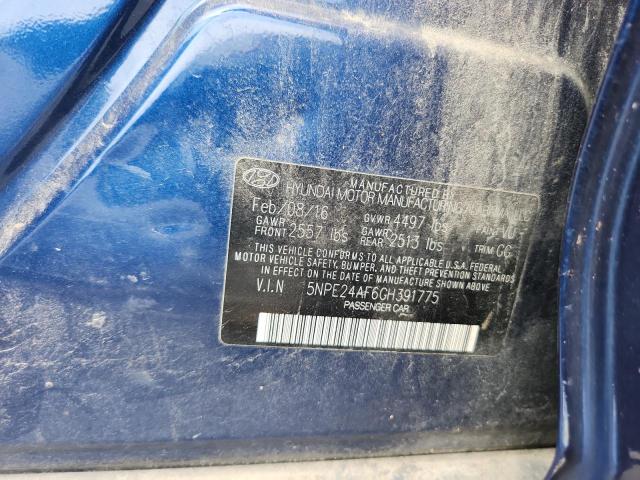 MANUFACTURED BY
HYUNDAI MOTOR MANUFACTURING
Feb/08/16 GVWR 4497 lbs
GAWR FRONT 2557 lbs GAWR REAR 2513 lbs TRIM GG
THIS VEHICLE CONFORMS TO ALL APPLICABLE U.S.A. FEDERAL
MOTOR VEHICLE SAFETY, BUMPER, AND THEFT PREVENTION STANDARDS
IN EFFECT ON THE DATE OF MANUFACTURE SHOWN ABOVE.
V.I.N 5NPE24AF6GH391775
PASSENGER CAR